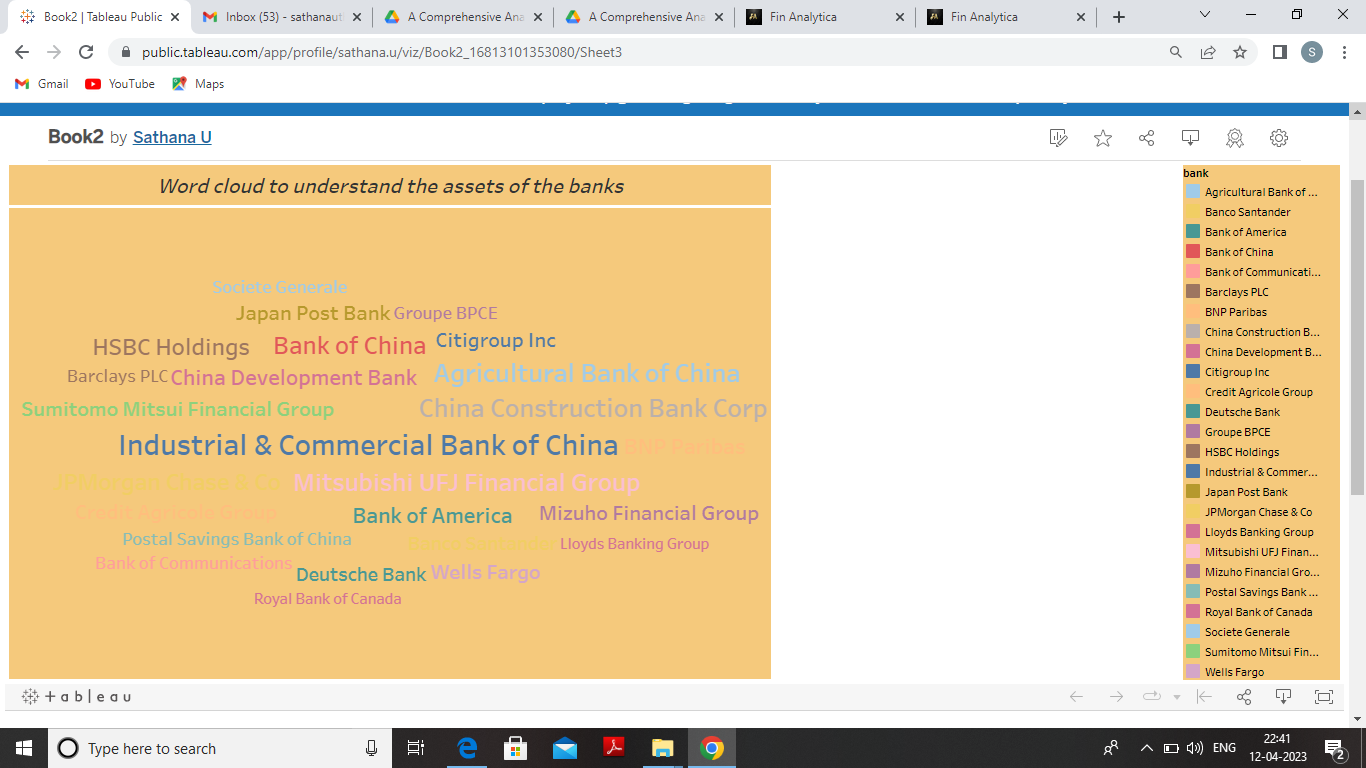 Book2 | Tableau Public
Inbox (53) - sathanaut
A Comprehensive Ana
A Comprehensive Ana
Fin Analytica
Fin Analytica
public.tableau.com/app/profile/sathana.u/viz/Book2_16813101353080/Sheet3
S
Gmail
YouTube
Maps
Book2 by Sathana U
Word cloud to understand the assets of the banks
Societe Generale
Japan Post Bank Groupe BPCE
HSBC Holdings Bank of China Citigroup Inc
Barclays PLC China Development Bank Agricultural Bank of China
Sumitomo Mitsui Financial Group China Construction Bank Corp
Industrial & Commercial Bank of China BNP Paribas
JPMorgan Chase & Co Mitsubishi UFJ Financial Group
Credit Agricole Group Bank of America Mizuho Financial Group
Postal Savings Bank of China Lloyds Banking Group
Bank of Communications Deutsche Bank Wells Fargo
Royal Bank of Canada
bank
Agricultural Bank of ...
Banco Santander
Bank of America
Bank of China
Bank of Communicati...
Barclays PLC
BNP Paribas
China Construction B...
China Development B...
Citigroup Inc
Credit Agricole Group
Deutsche Bank
Groupe BPCE
HSBC Holdings
Industrial & Commer...
Japan Post Bank
JPMorgan Chase & Co
Lloyds Banking Group
Mitsubishi UFJ Finan...
Mizuho Financial Gro...
Postal Savings Bank ...
Royal Bank of Canada
Societe Generale
Sumitomo Mitsui Fin...
Wells Fargo
+ableau
Type here to search
ENG
22:41
12-04-2023
2